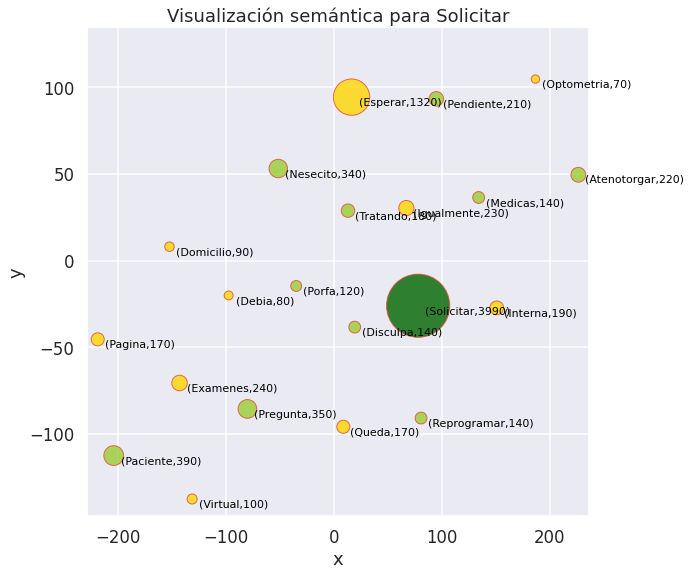 Visualización semántica para Solicitar
y
100
50
0
−50
−100
(Optometria,70)
(Esperar,1320)
(Pendiente,210)
(Nesecito,340)
(Atenotorgar,220)
(Medicas,140)
(Tratando,180)
(Igualmente,230)
(Domicilio,90)
(Porfa,120)
(Debia,80)
(Solicitar,3990)
(Interna,190)
(Disculpa,140)
(Pagina,170)
(Examenes,240)
(Pregunta,350)
(Reprogramar,140)
(Queda,170)
(Paciente,390)
(Virtual,100)
−200
−100
0
100
200
x